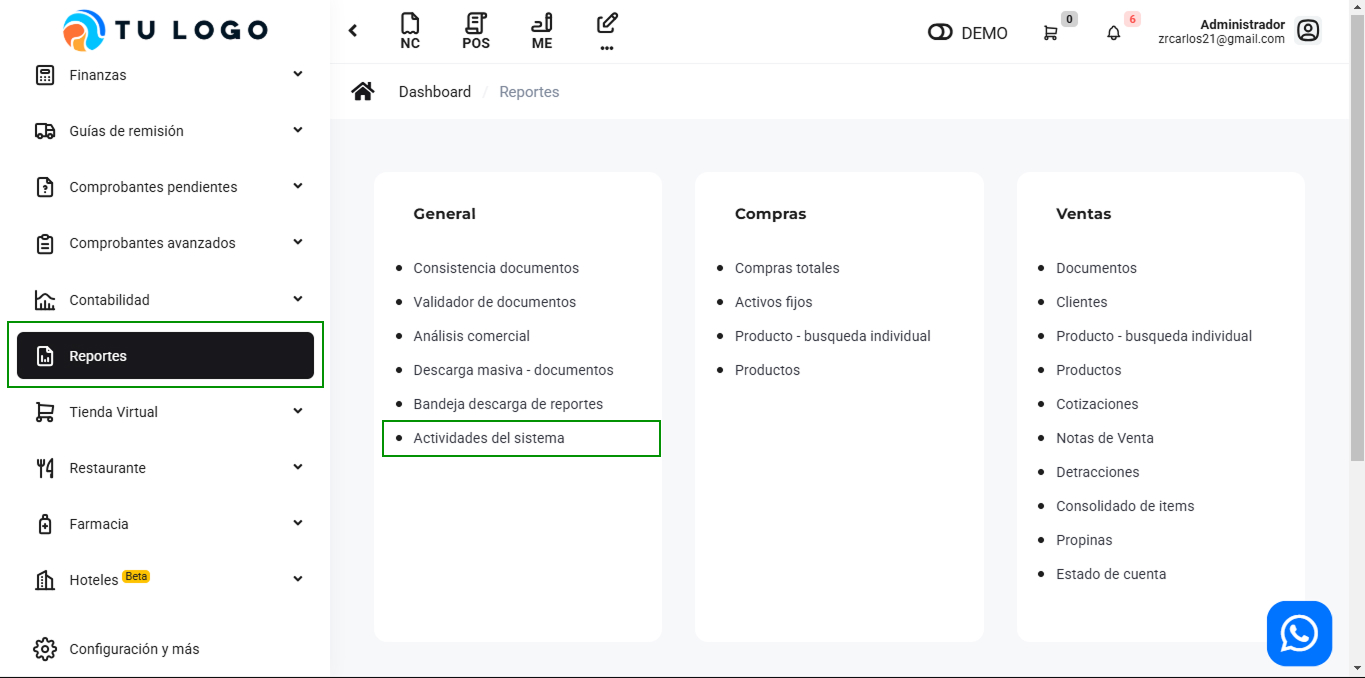 TU LOGO
Finanzas
Guías de remisión
Comprobantes pendientes
Comprobantes avanzados
Contabilidad
Reportes
Tienda Virtual
Restaurante
Farmacia
Hoteles Beta
Configuración y más
NC
POS
ME
...
DEMO
0
6
Administrador
zrcarlos21@gmail.com
Dashboard / Reportes
General
Consistencia documentos
Validador de documentos
Análisis comercial
Descarga masiva - documentos
Bandeja descarga de reportes
Actividades del sistema
Compras
Compras totales
Activos fijos
Producto - busqueda individual
Productos
Ventas
Documentos
Clientes
Producto - busqueda individual
Productos
Cotizaciones
Notas de Venta
Detracciones
Consolidado de items
Propinas
Estado de cuenta